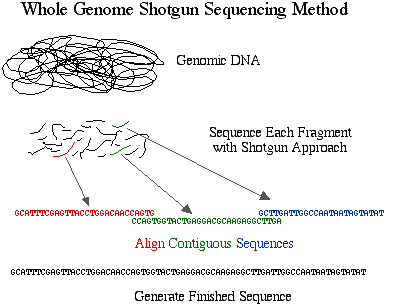 Whole Genome Shotgun Sequencing Method
Genomic DNA
Sequence Each Fragment
with Shotgun Approach
GCATTTCGAGTTACCTGGACAACCAGTG GCTTGATTGGCCAATAATAGTATAT
CCAGTGGTACTGAGGACGCAAGAGGCTTGA
Align Contiguous Sequences
GCATTTCGAGTTACCTGGACAACCAGTGGTACTGAGGACGCAAGAGGCTTGATTGGCCAATAATAGTATAT
Generate Finished Sequence